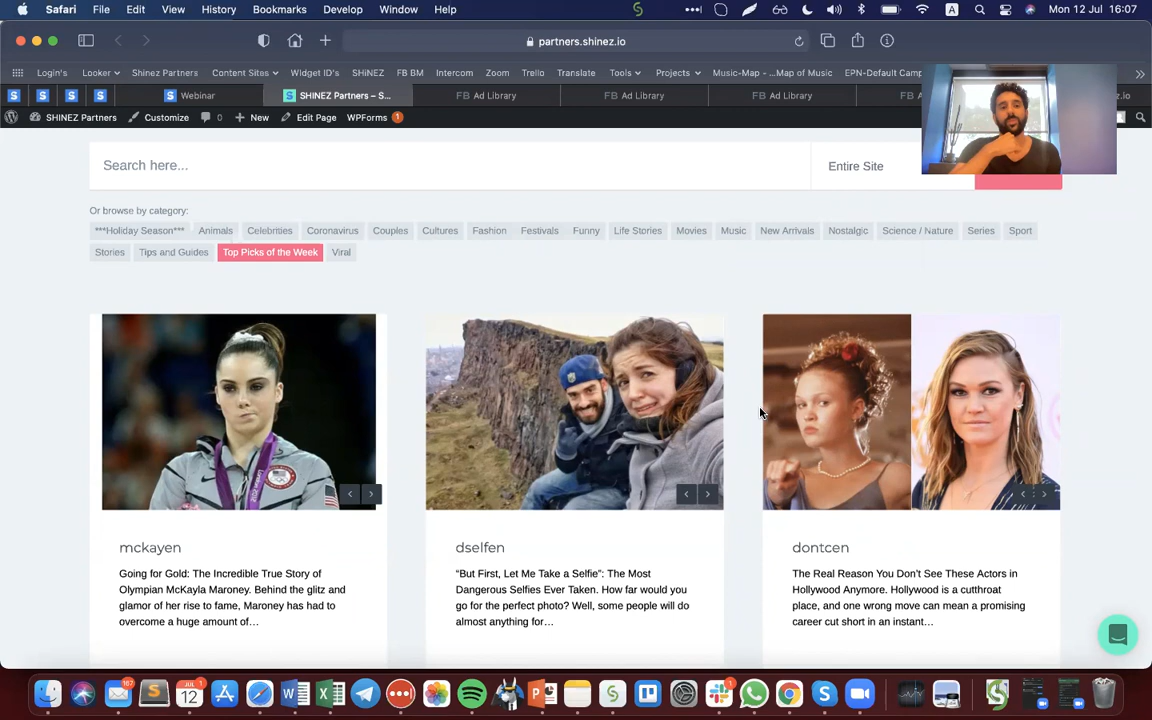 Safari File Edit View History Bookmarks Develop Window Help A Mon 12 Jul 16:07
partners.shinez.io
Login's Looker Shinez Partners Content Sites Widget ID's SHiNEZ FB BM Intercom Zoom Trello Translate Tools Projects Music-Map - ...Map of Music EPN-Default Camp
S S S S S Webinar S SHINEZ Partners – S... FB Ad Library FB Ad Library FB Ad Library FB
SHINEZ Partners Customize 0 New Edit Page WPForms 1
Search here... Entire Site
Or browse by category:
***Holiday Season*** Animals Celebrities Coronavirus Couples Cultures Fashion Festivals Funny Life Stories Movies Music New Arrivals Nostalgic Science / Nature Series Sport
Stories Tips and Guides Top Picks of the Week Viral
mckayen
Going for Gold: The Incredible True Story of
Olympian McKayla Maroney. Behind the glitz and
glamor of her rise to fame, Maroney has had to
overcome a huge amount of...
dselfen
“But First, Let Me Take a Selfie”: The Most
Dangerous Selfies Ever Taken. How far would you
go for the perfect photo? Well, some people will do
almost anything for...
dontcen
The Real Reason You Don't See These Actors in
Hollywood Anymore. Hollywood is a cutthroat
place, and one wrong move can mean a promising
career cut short in an instant...